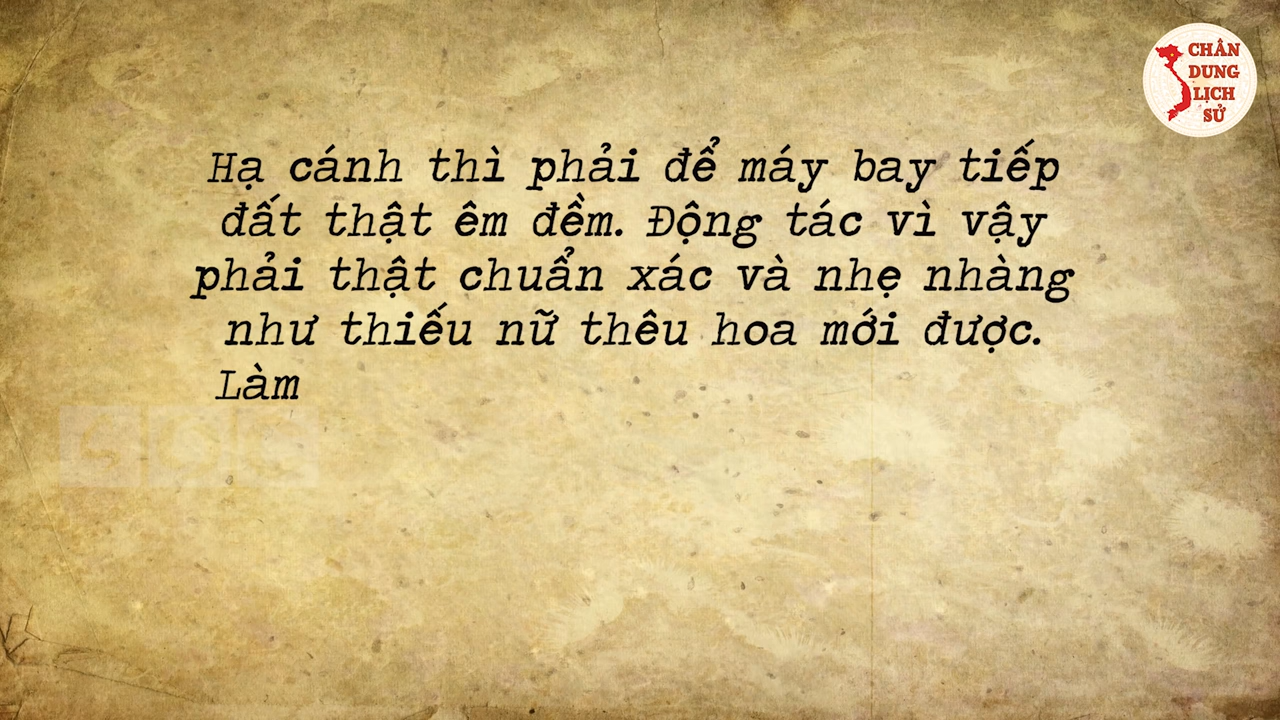 CHÂN
DUNG
LỊCH
SỬ
Hạ cánh thì phải để máy bay tiếp
đất thật êm đềm. Động tác vì vậy
phải thật chuẩn xác và nhẹ nhàng
như thiếu nữ thêu hoa mới được.
Làm